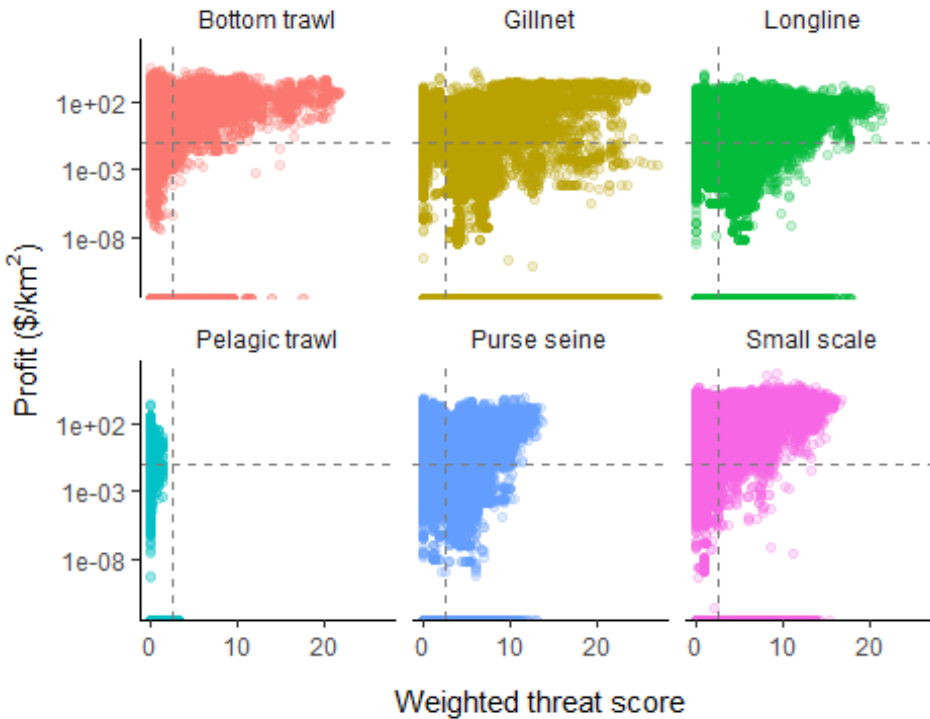 Bottom trawl Gillnet Longline
1e+02
1e-03
1e-08
Pelagic trawl Purse seine Small scale
1e+02
1e-03
1e-08
0 10 20 0 10 20 0 10 20
Profit ($/km²)
Weighted threat score